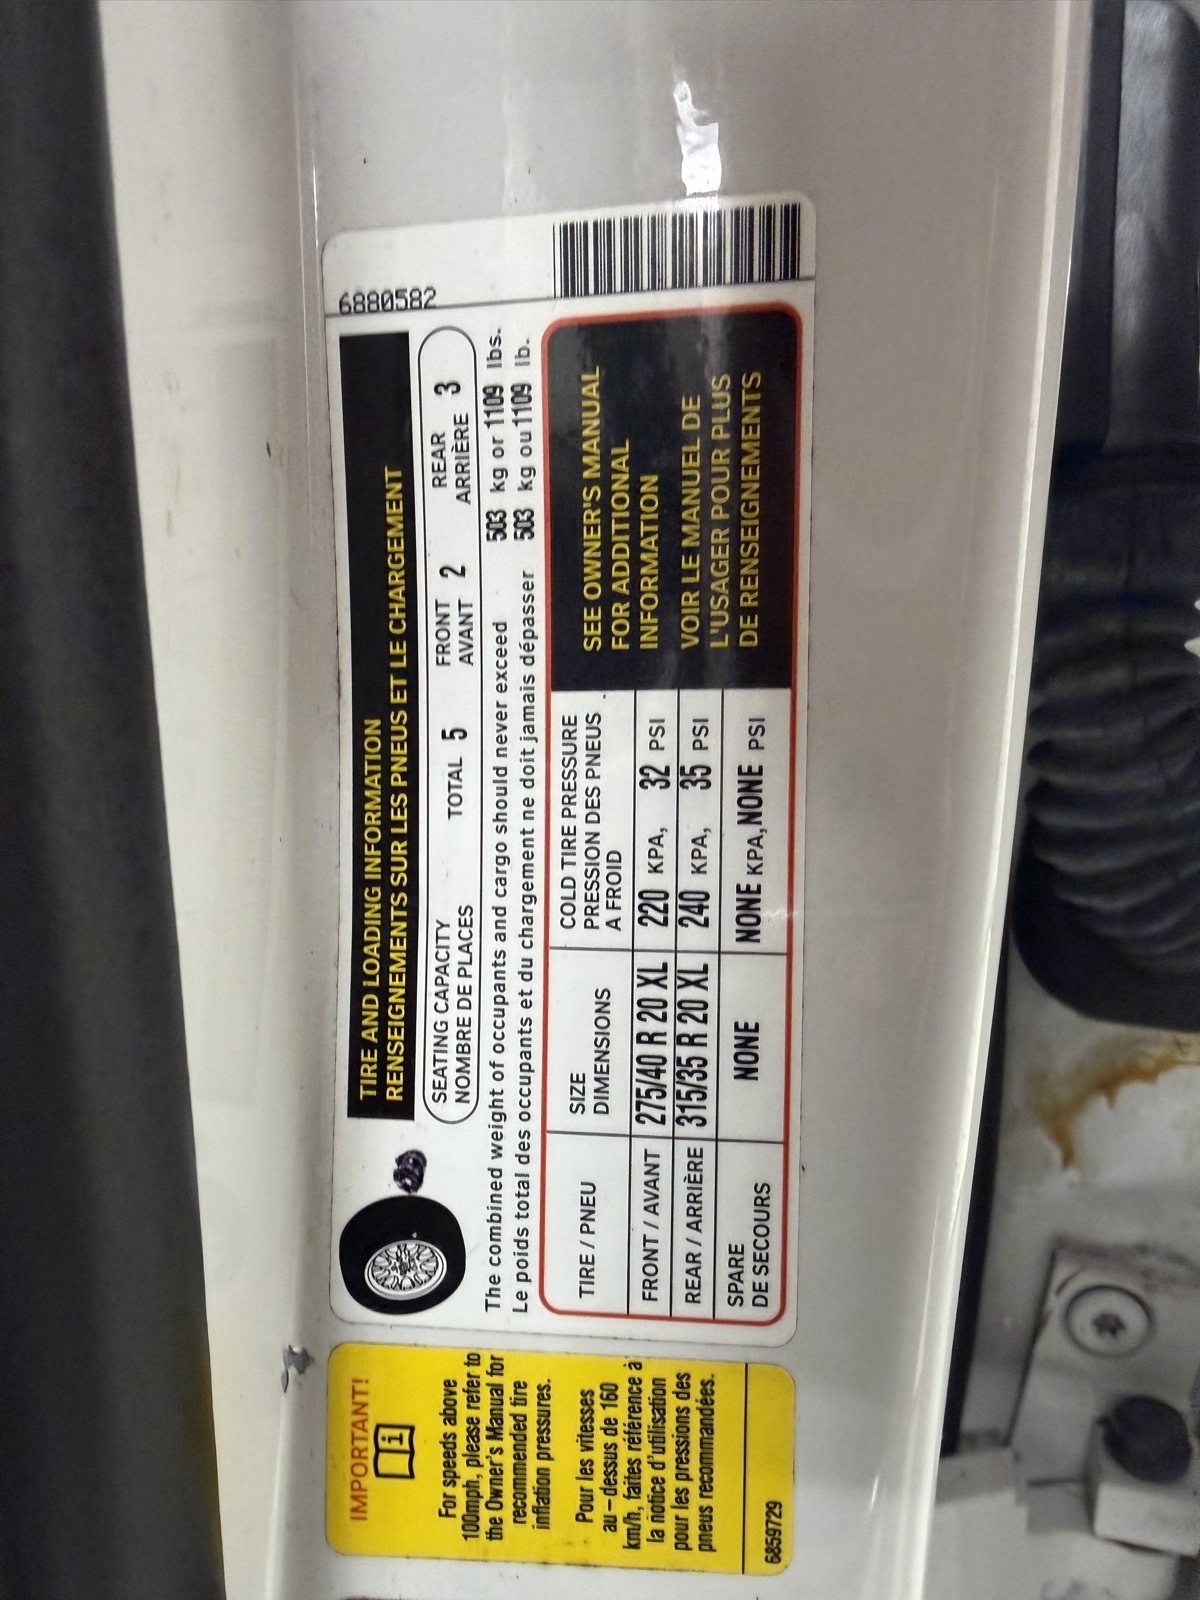 6880582
TIRE AND LOADING INFORMATION
RENSEIGNEMENTS SUR LES PNEUS ET LE CHARGEMENT
SEATING CAPACITY
NOMBRE DE PLACES
TOTAL 5
FRONT
AVANT 2
REAR
ARRIÈRE 3
The combined weight of occupants and cargo should never exceed 503 kg or 1109 lbs.
Le poids total des occupants et du chargement ne doit jamais dépasser 503 kg ou 1109 lb.
TIRE / PNEU
SIZE
DIMENSIONS
COLD TIRE PRESSURE
PRESSION DES PNEUS
A FROID
FRONT / AVANT 275/40 R 20 XL 220 KPA, 32 PSI
REAR / ARRIÈRE 315/35 R 20 XL 240 KPA, 35 PSI
SPARE
DE SECOURS NONE NONE KPA, NONE PSI
SEE OWNER'S MANUAL
FOR ADDITIONAL
INFORMATION
VOIR LE MANUEL DE
L'USAGER POUR PLUS
DE RENSEIGNEMENTS
IMPORTANT!
i
For speeds above
100mph, please refer to
the Owner's Manual for
recommended tire
inflation pressures.
Pour les vitesses
au-dessus de 160
km/h, faites référence à
la notice d'utilisation
pour les pressions des
pneus recommandées.
6859729